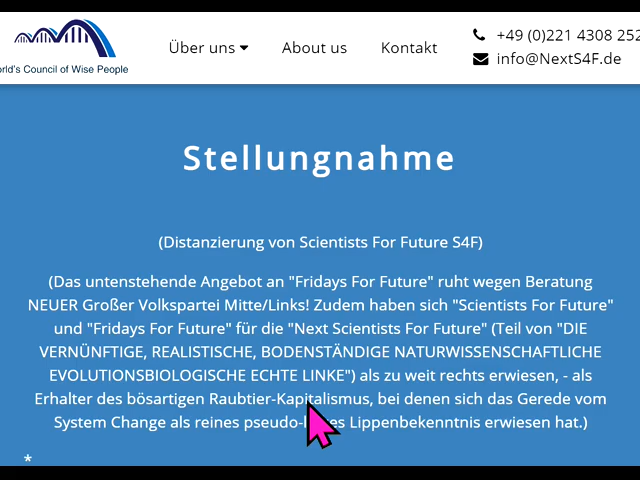 Über uns About us Kontakt
+49 (0)221 4308 252
info@NextS4F.de
orld's Council of Wise People
Stellungnahme
(Distanzierung von Scientists For Future S4F)
(Das untenstehende Angebot an "Fridays For Future" ruht wegen Beratung
NEUER Großer Volkspartei Mitte/Links! Zudem haben sich "Scientists For Future"
und "Fridays For Future" für die "Next Scientists For Future" (Teil von "DIE
VERNÜNFTIGE, REALISTISCHE, BODENSTÄNDIGE NATURWISSENSCHAFTLICHE
EVOLUTIONSBIOLOGISCHE ECHTE LINKE") als zu weit rechts erwiesen, - als
Erhalter des bösartigen Raubtier-Kapitalismus, bei denen sich das Gerede vom
System Change als reines Lippenbekenntnis erwiesen hat.)
*